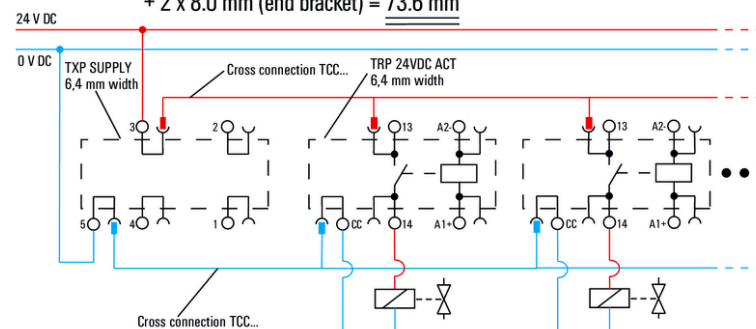 + 2 x 8.0 mm (end bracket) = 73.6 mm
24 V DC
0 V DC
TXP SUPPLY
6,4 mm width
Cross connection TCC...
TRP 24VDC ACT
6,4 mm width
3 2 13 A2- 13 A2-
5 4 1 CC 14 A1+ CC 14 A1+
Cross connection TCC...